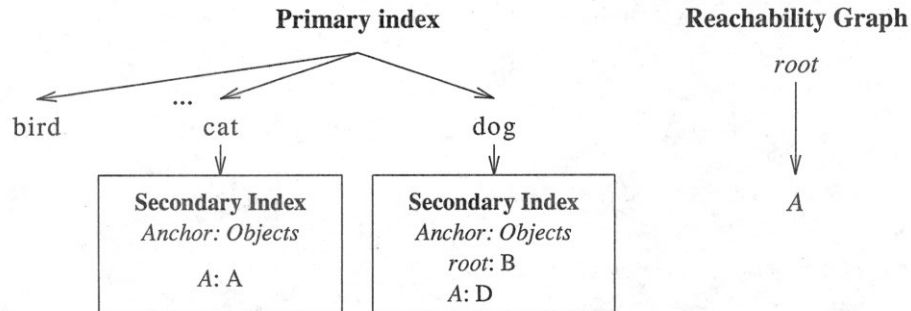 Primary index
Reachability Graph
root
...
bird
cat
dog
A
Secondary Index
Anchor: Objects
A: A
Secondary Index
Anchor: Objects
root: B
A: D